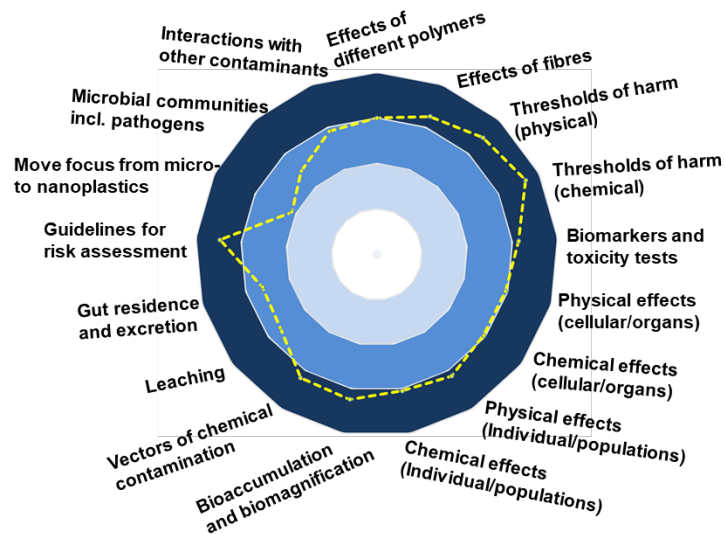 Effects of
different polymers
Effects of fibres
Thresholds of harm
(physical)
Thresholds of harm
(chemical)
Biomarkers and
toxicity tests
Physical effects
(cellular/organs)
Chemical effects
(cellular/organs)
Physical effects
(Individual/populations)
Chemical effects
(Individual/populations)
Bioaccumulation
and biomagnification
Vectors of chemical
contamination
Leaching
Gut residence
and excretion
Guidelines for
risk assessment
Move focus from micro-
to nanoplastics
Microbial communities
incl. pathogens
Interactions with
other contaminants